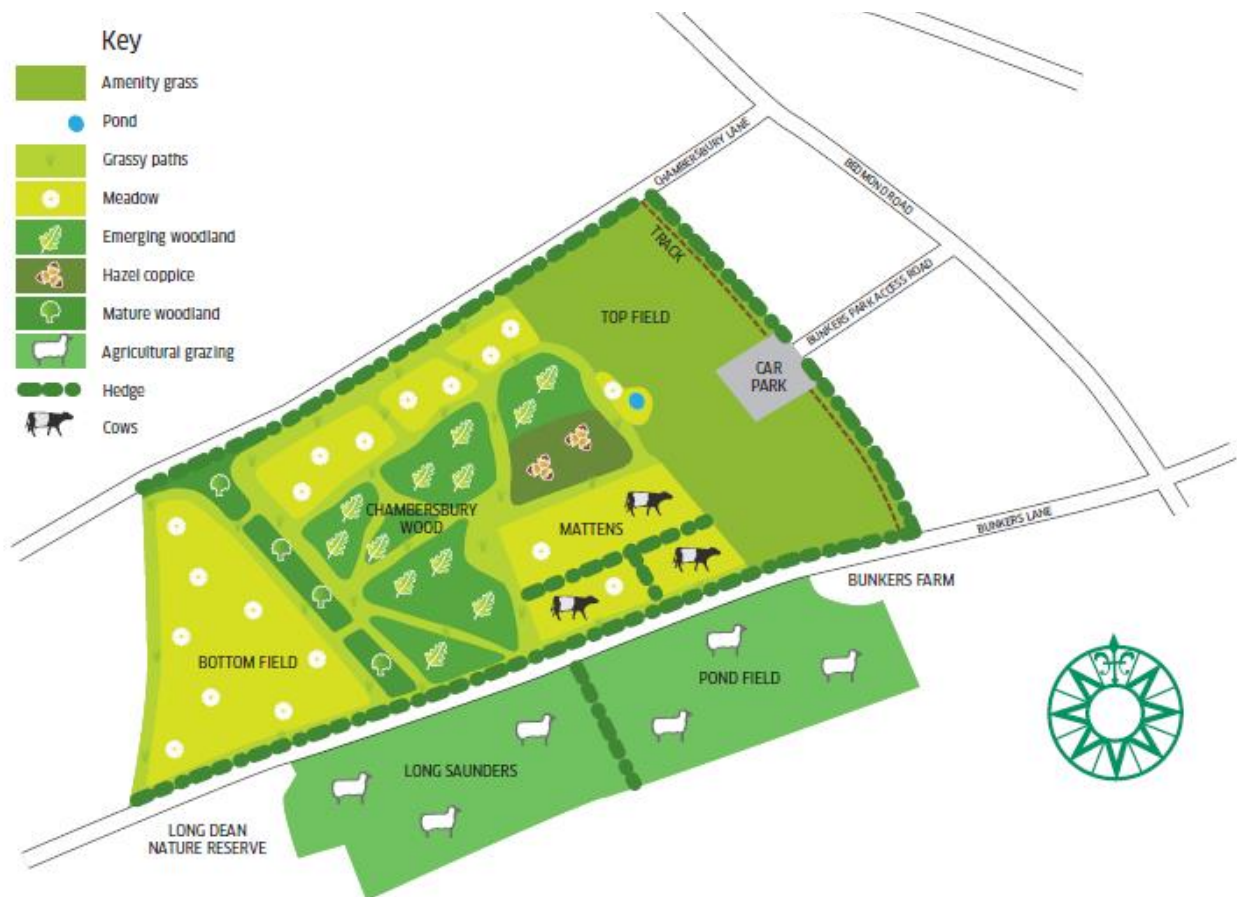 Key
Amenity grass
Pond
Grassy paths
Meadow
Emerging woodland
Hazel coppice
Mature woodland
Agricultural grazing
Hedge
Cows
CHAMBERSBURY LANE
BEDMOND ROAD
TRACK
BUNKERS PARK ACCESS ROAD
TOP FIELD
CAR
PARK
CHAMBERSBURY
WOOD
MATTENS
BUNKERS LANE
BUNKERS FARM
BOTTOM FIELD
POND FIELD
LONG SAUNDERS
LONG DEAN
NATURE RESERVE